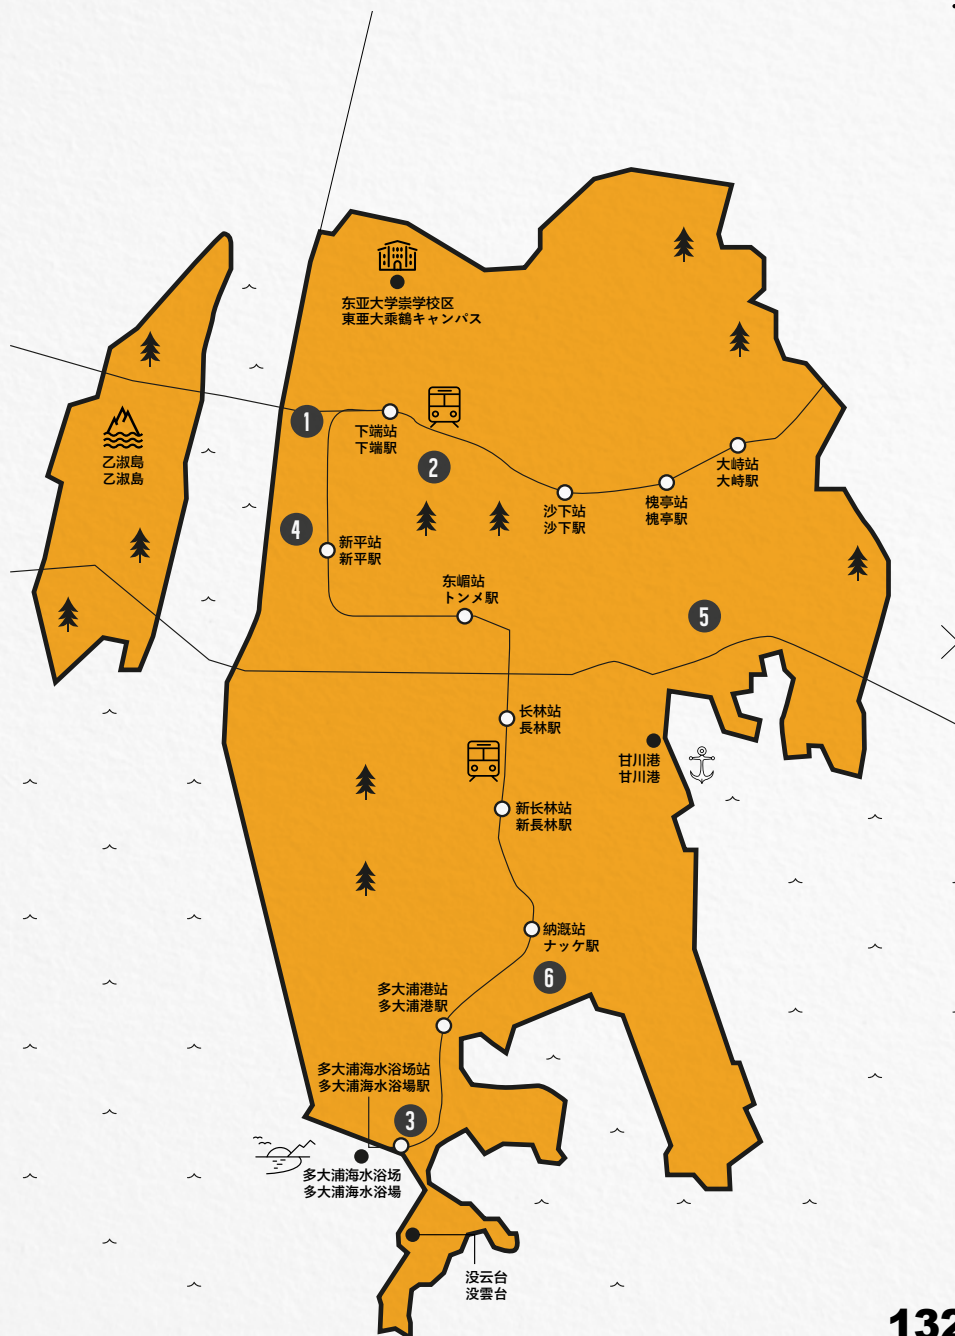 东亚大学崇学校区
東亜大乘鶴キャンパス
1
下端站
下端駅
2
乙淑島
乙淑島
大峙站
大峙駅
沙下站
沙下駅
槐亭站
槐亭駅
4
新平站
新平駅
东嵋站
トンメ駅
5
长林站
長林駅
甘川港
甘川港
新长林站
新長林駅
納漑站
ナッケ駅
6
多大浦港站
多大浦港駅
多大浦海水浴场站
多大浦海水浴場駅
3
多大浦海水浴场
多大浦海水浴場
没云台
没雲台